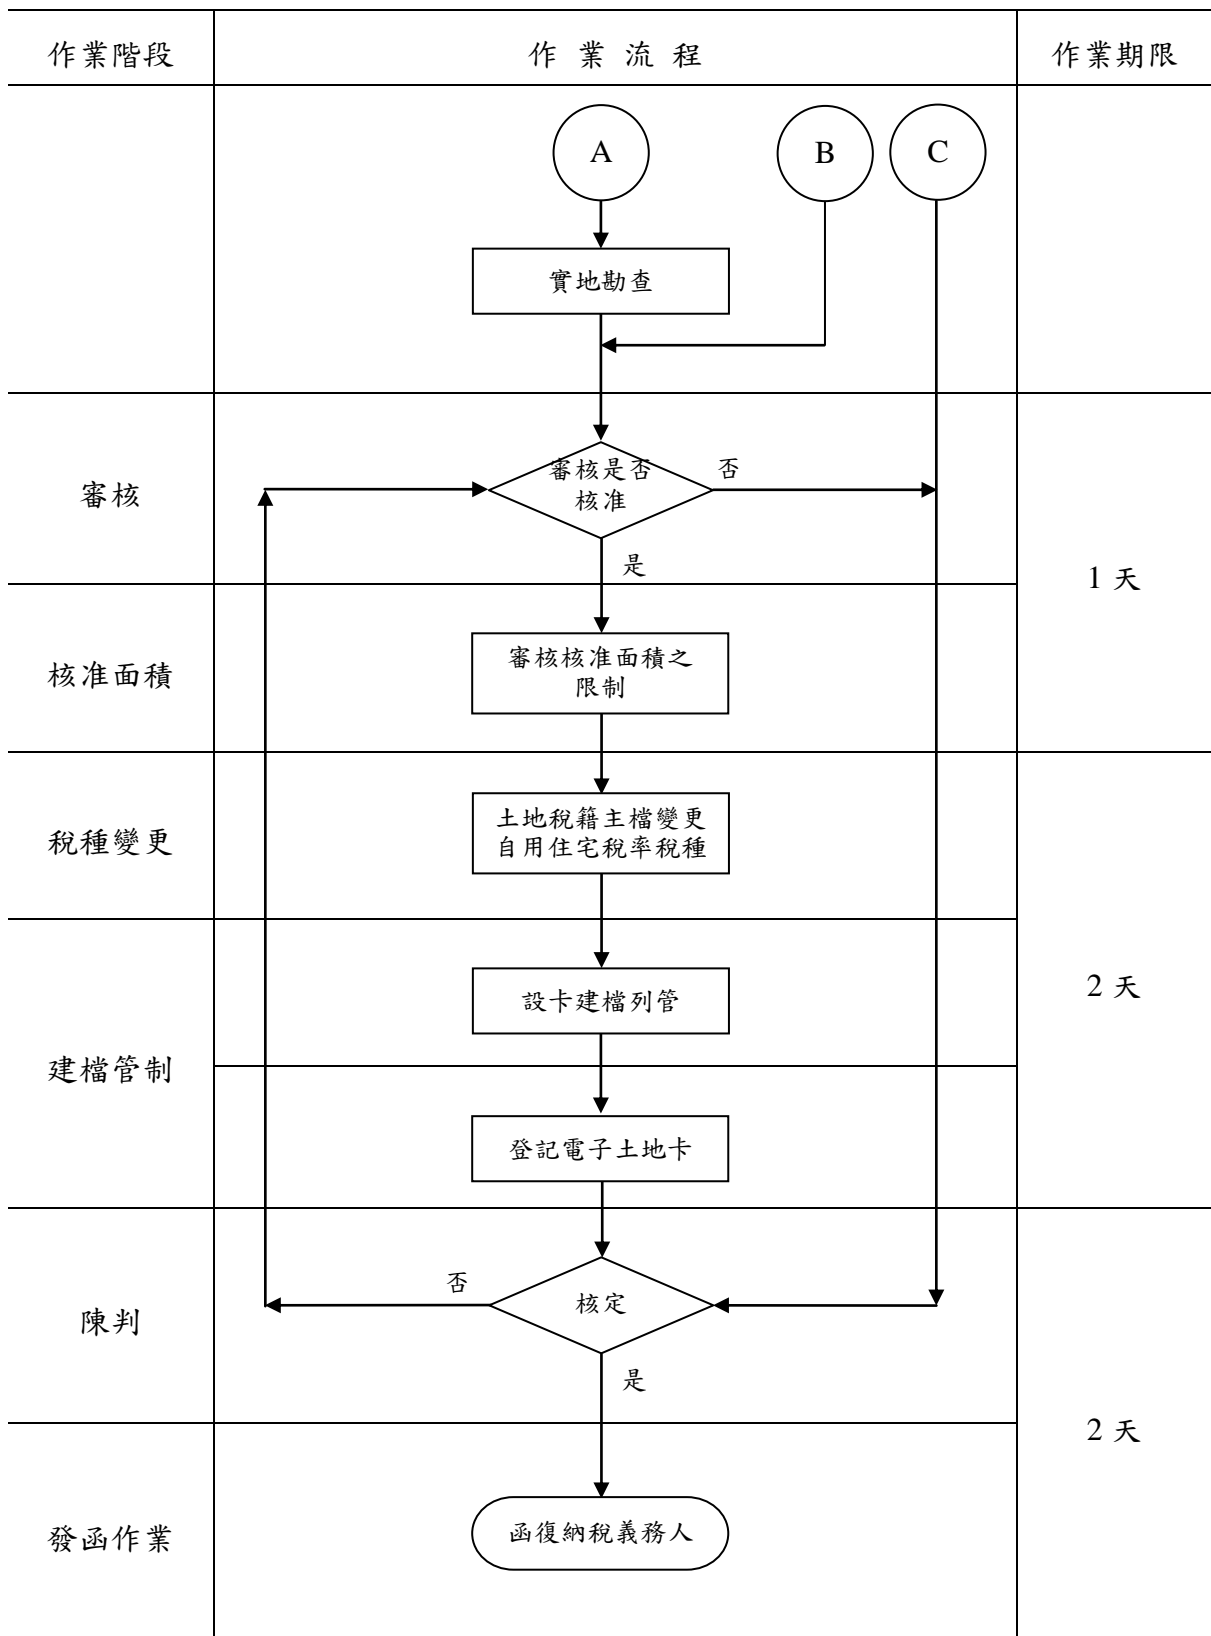 作業階段
作 業 流 程
作業期限
A
B
C
實地勘查
審核
審核是否
核准
否
是
1 天
核准面積
審核核准面積之
限制
稅種變更
土地稅籍主檔變更
自用住宅稅率稅種
建檔管制
設卡建檔列管
2 天
登記電子土地卡
陳判
否
核定
是
2 天
發函作業
函復納稅義務人